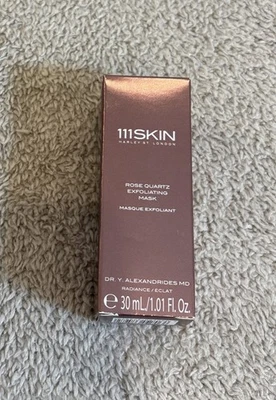 111SKIN
HARLEY ST LONDON
ROSE QUARTZ
EXFOLIATING
MASK
MASQUE EXFOLIANT
DR. Y. ALEXANDRIDES MD
RADIANCE / ÉCLAT
℮ 30 mL/1.01 Fl. Oz.